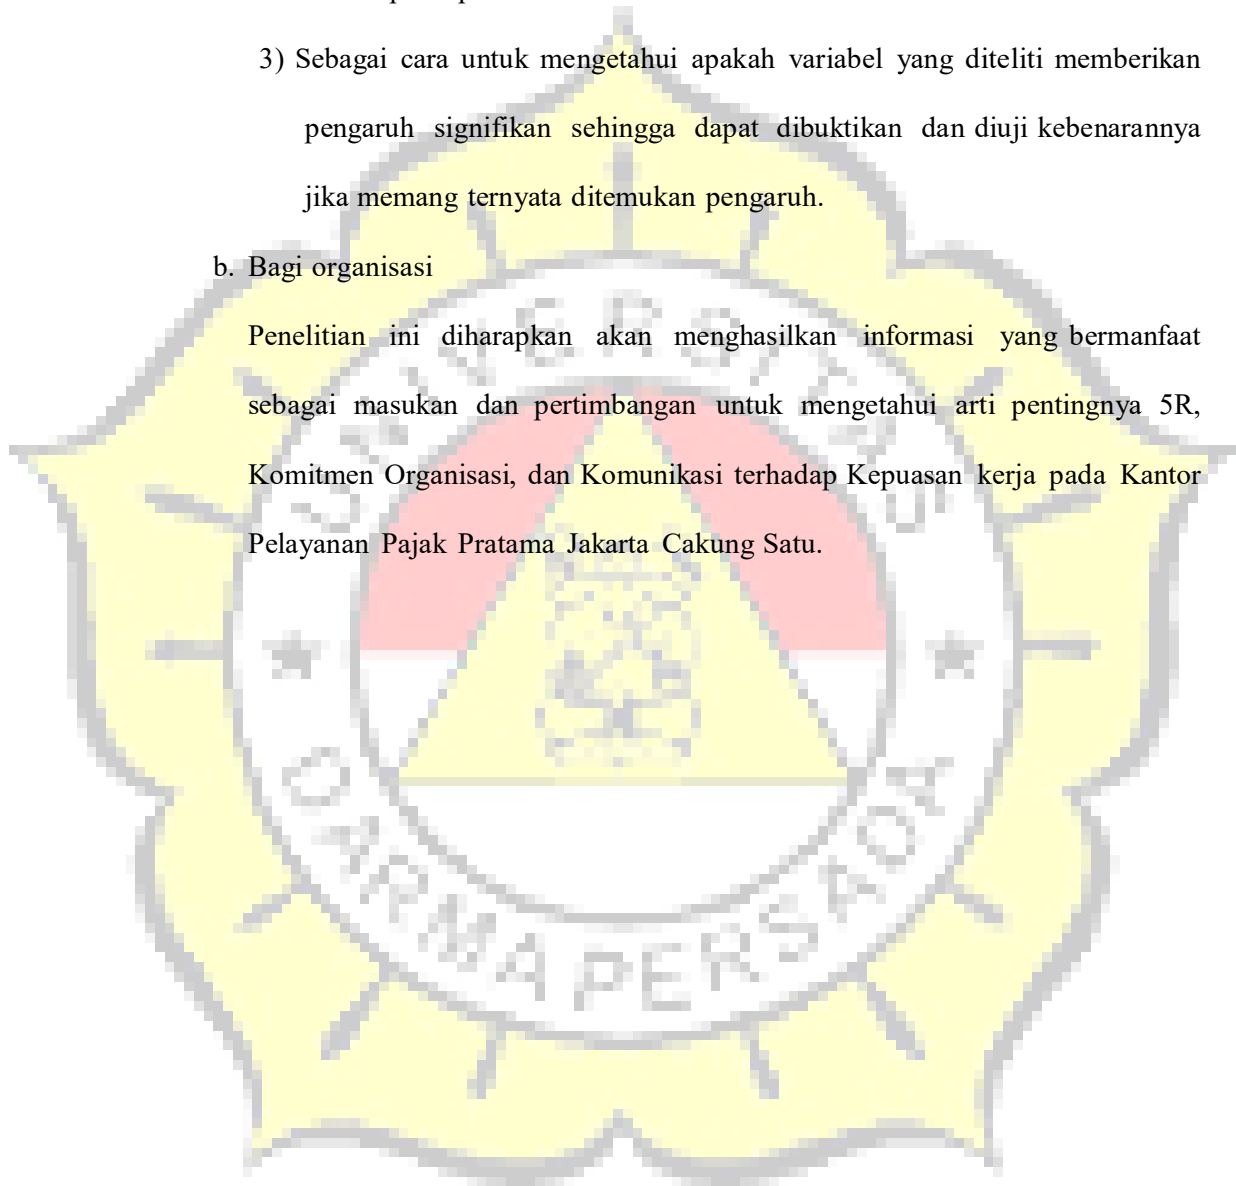 3) Sebagai cara untuk mengetahui apakah variabel yang diteliti memberikan
pengaruh signifikan sehingga dapat dibuktikan dan diuji kebenarannya
jika memang ternyata ditemukan pengaruh.
b. Bagi organisasi
Penelitian ini diharapkan akan menghasilkan informasi yang bermanfaat
sebagai masukan dan pertimbangan untuk mengetahui arti pentingnya 5R,
Komitmen Organisasi, dan Komunikasi terhadap Kepuasan kerja pada Kantor
Pelayanan Pajak Pratama Jakarta Cakung Satu.
UNIVERSITAS
DARMA PERSADA